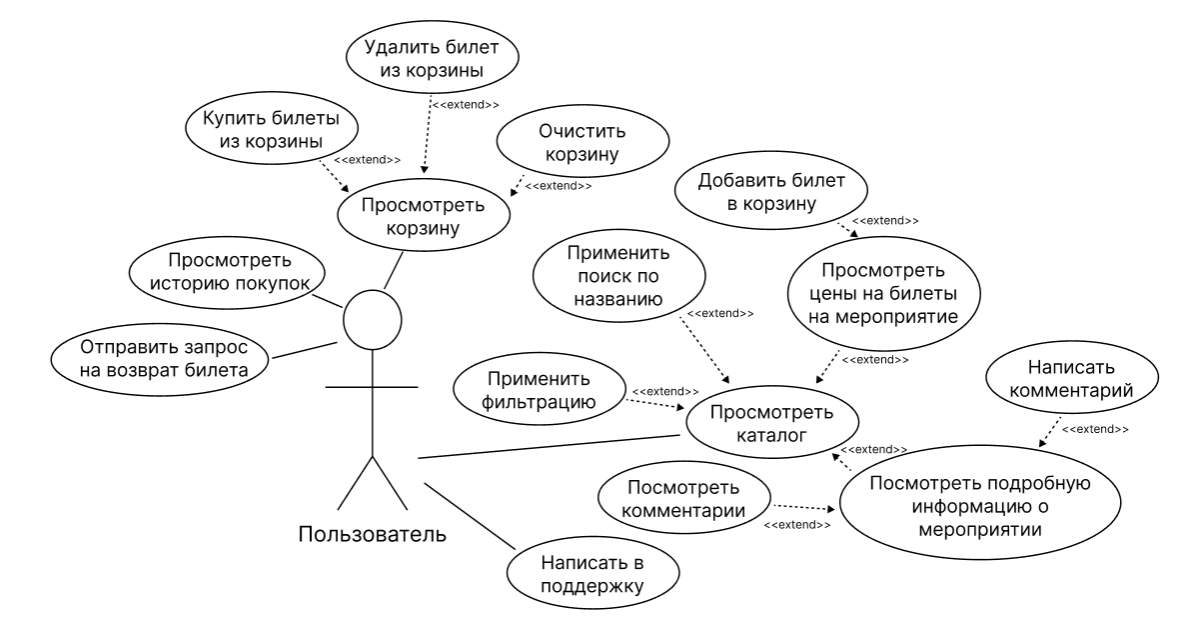 Удалить билет
из корзины
<<extend>>
Купить билеты
из корзины
<<extend>>
Очистить
корзину
<<extend>>
Просмотреть
корзину
Добавить билет
в корзину
<<extend>>
Просмотреть
историю покупок
Применить
поиск по
названию
<<extend>>
Просмотреть
цены на билеты
на мероприятие
<<extend>>
Отправить запрос
на возврат билета
Применить
фильтрацию
<<extend>>
Просмотреть
каталог
Написать
комментарий
<<extend>>
<<extend>>
Посмотреть
комментарии
<<extend>>
Посмотреть подробную
информацию о
мероприятии
Пользователь
Написать в
поддержку